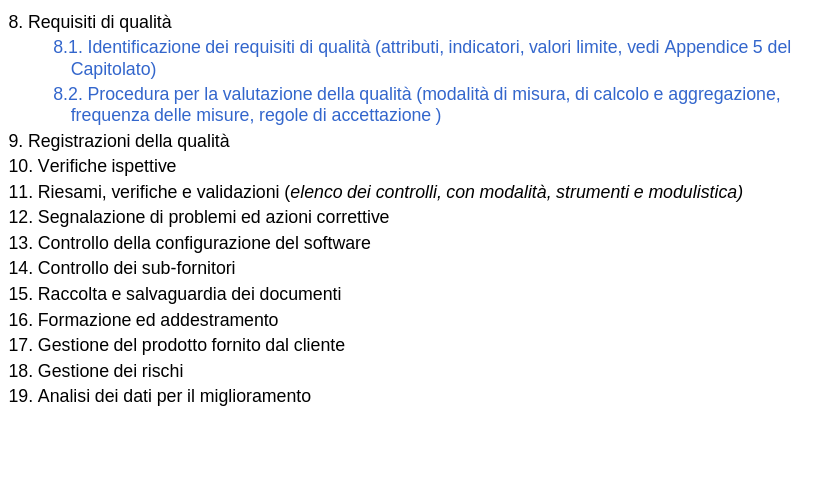 8. Requisiti di qualità
8.1. Identificazione dei requisiti di qualità (attributi, indicatori, valori limite, vedi Appendice 5 del
Capitolato)
8.2. Procedura per la valutazione della qualità (modalità di misura, di calcolo e aggregazione,
frequenza delle misure, regole di accettazione )
9. Registrazioni della qualità
10. Verifiche ispettive
11. Riesami, verifiche e validazioni (elenco dei controlli, con modalità, strumenti e modulistica)
12. Segnalazione di problemi ed azioni correttive
13. Controllo della configurazione del software
14. Controllo dei sub-fornitori
15. Raccolta e salvaguardia dei documenti
16. Formazione ed addestramento
17. Gestione del prodotto fornito dal cliente
18. Gestione dei rischi
19. Analisi dei dati per il miglioramento